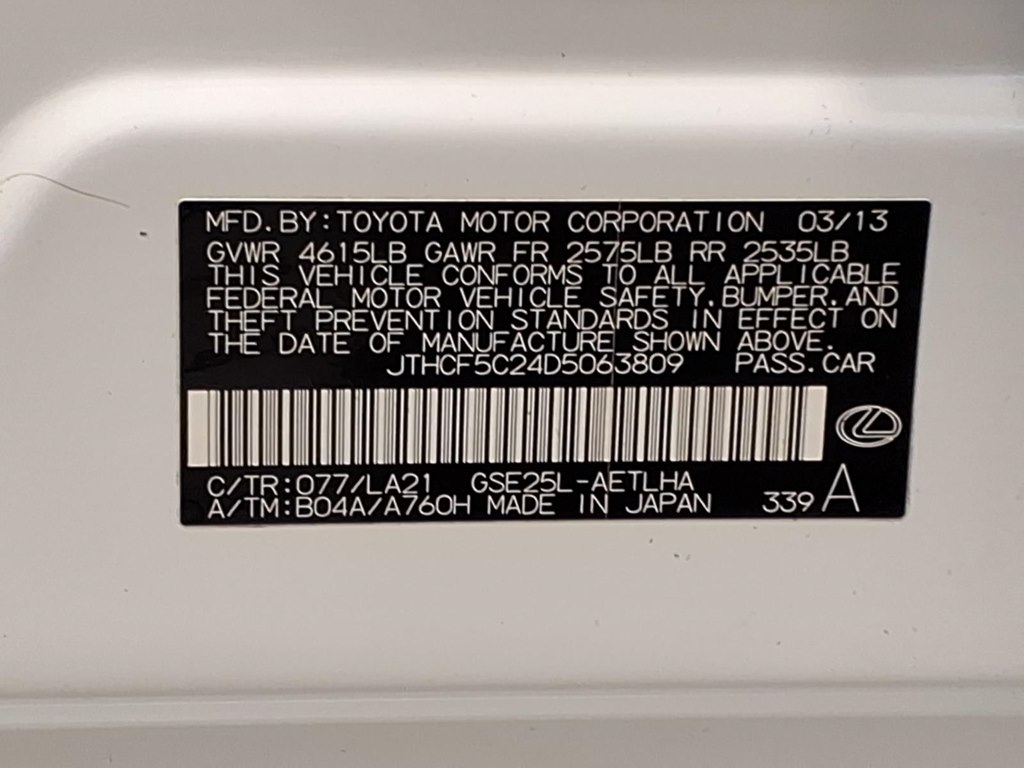 MFD. BY: TOYOTA MOTOR CORPORATION 03/13
GVWR 4615LB GAWR FR 2575LB RR 2535LB
THIS VEHICLE CONFORMS TO ALL APPLICABLE
FEDERAL MOTOR VEHICLE SAFETY, BUMPER, AND
THEFT PREVENTION STANDARDS IN EFFECT ON
THE DATE OF MANUFACTURE SHOWN ABOVE.
JTHCF5C24D5063809 PASS. CAR
C/TR: 077/LA21 GSE25L-AETLHA
A/TM: B04A/A760H MADE IN JAPAN 339 A